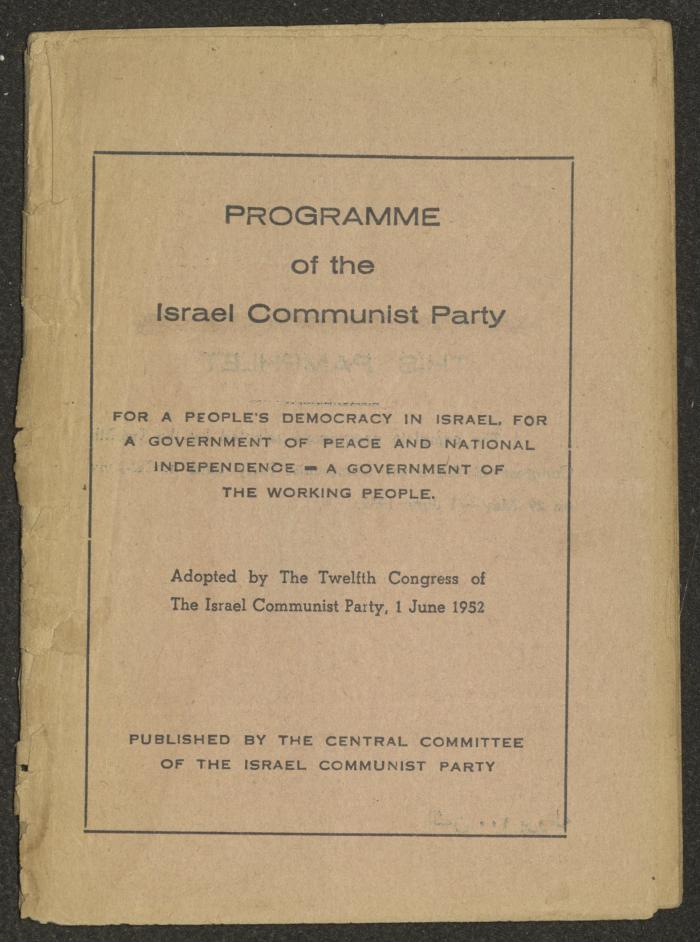 PROGRAMME
of the
Israel Communist Party
THIS PAMPHLET
FOR A PEOPLE'S DEMOCRACY IN ISRAEL, FOR
A GOVERNMENT OF PEACE AND NATIONAL
INDEPENDENCE – A GOVERNMENT OF
THE WORKING PEOPLE.
Adopted by The Twelfth Congress of
The Israel Communist Party, 1 June 1952
PUBLISHED BY THE CENTRAL COMMITTEE
OF THE ISRAEL COMMUNIST PARTY